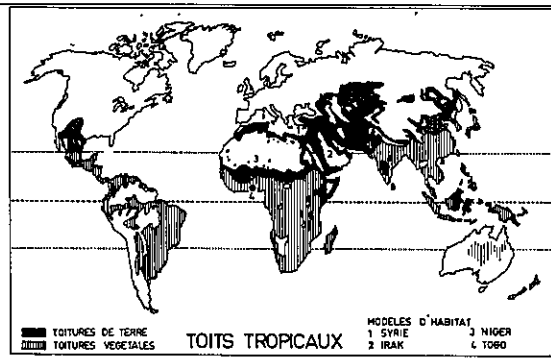 TOITURES DE TERRE
TOITURES VEGETALES
TOITS TROPICAUX
MODELES D'HABITAT
1 SYRIE
2 IRAK
3 NIGER
4 TOGO